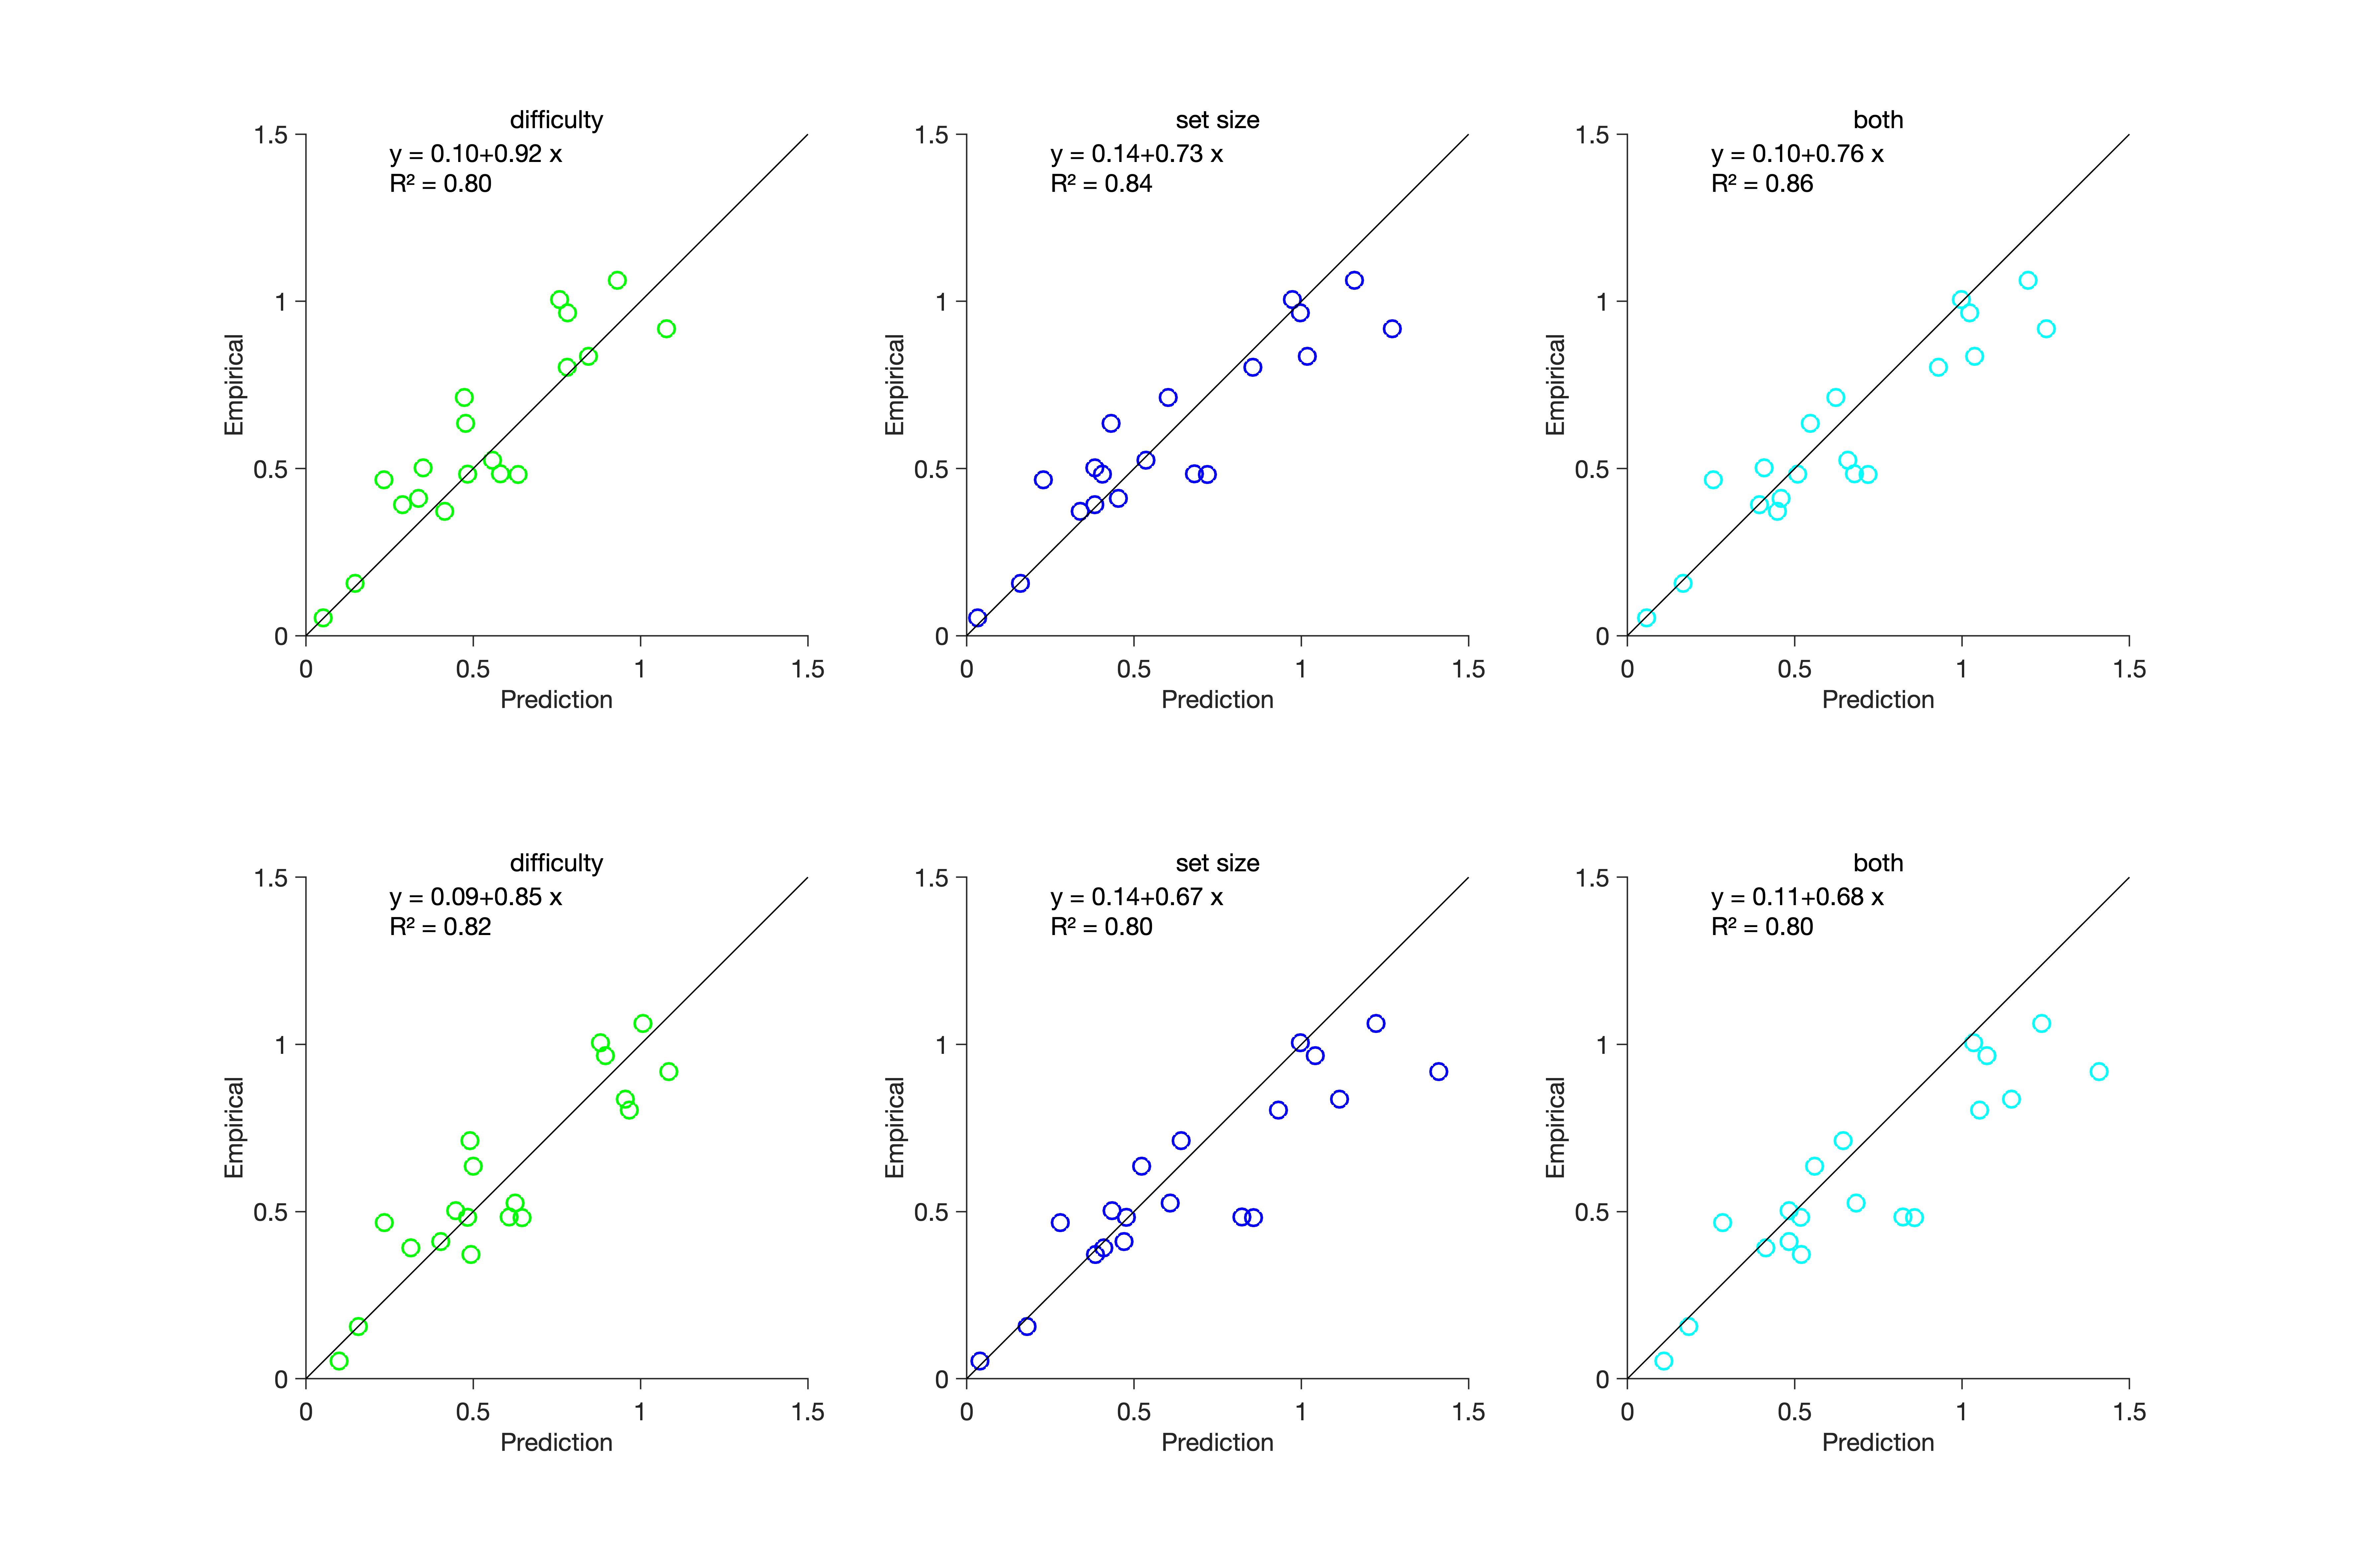 difficulty
y = 0.10+0.92 x
R² = 0.80
1.5
1
0.5
0
Empirical
0 0.5 1 1.5
Prediction
set size
y = 0.14+0.73 x
R² = 0.84
1.5
1
0.5
0
Empirical
0 0.5 1 1.5
Prediction
both
y = 0.10+0.76 x
R² = 0.86
1.5
1
0.5
0
Empirical
0 0.5 1 1.5
Prediction
difficulty
y = 0.09+0.85 x
R² = 0.82
1.5
1
0.5
0
Empirical
0 0.5 1 1.5
Prediction
set size
y = 0.14+0.67 x
R² = 0.80
1.5
1
0.5
0
Empirical
0 0.5 1 1.5
Prediction
both
y = 0.11+0.68 x
R² = 0.80
1.5
1
0.5
0
Empirical
0 0.5 1 1.5
Prediction